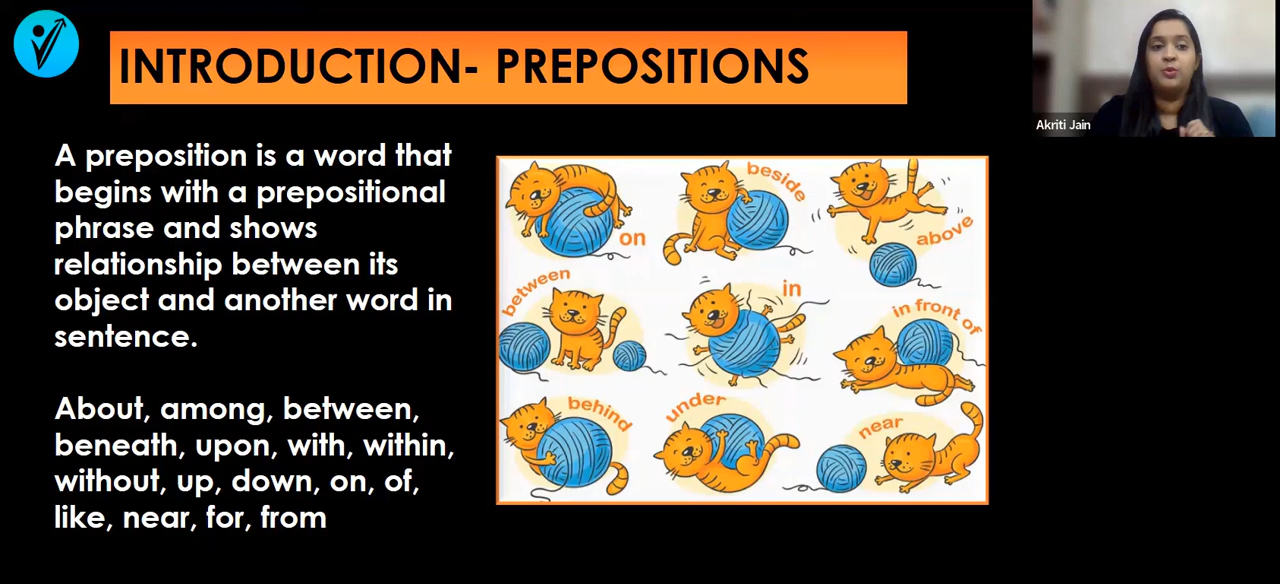 INTRODUCTION- PREPOSITIONS
Akriti Jain
A preposition is a word that
begins with a prepositional
phrase and shows
relationship between its
object and another word in
sentence.
About, among, between,
beneath, upon, with, within,
without, up, down, on, of,
like, near, for, from
on
beside
above
between
in
in front of
behind
under
near